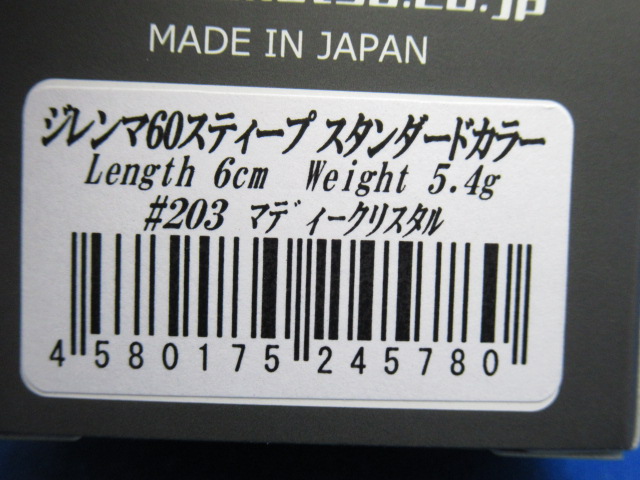 MADE IN JAPAN
ジレンマ60スティープ スタンダードカラー
Length 6cm Weight 5.4g
#203 マディークリスタル
4 580175 245780